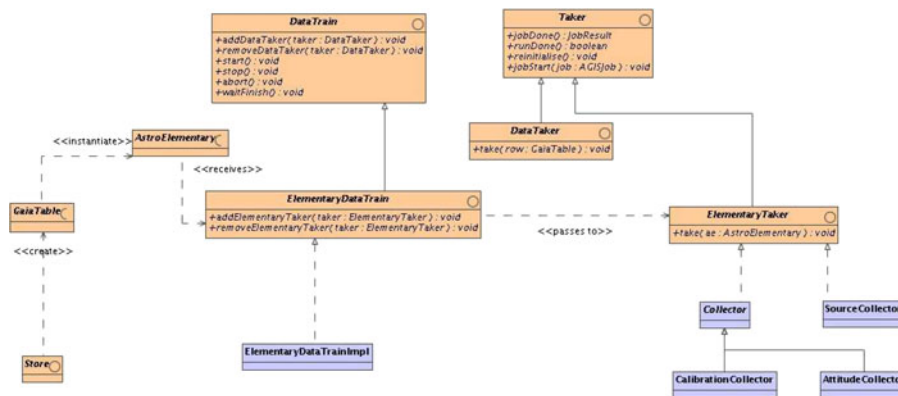 DataTrain
+addDataTaker( taker : DataTaker ) : void
+removeDataTaker( taker : DataTaker ) : void
+start() : void
+stop() : void
+abort() : void
+waitFinish() : void
Taker
+jobDone() : JobResult
+runDone() : boolean
+reinitialise() : void
+jobStart( job : AGISJob ) : void
DataTaker
+take( row : GaiaTable ) : void
<<instantiate>>
AstroElementary
<<receives>>
GaiaTable
<<create>>
Store
ElementaryDataTrain
+addElementaryTaker( taker : ElementaryTaker ) : void
+removeElementaryTaker( taker : ElementaryTaker ) : void
<<passes to>>
ElementaryTaker
+take( ae : AstroElementary ) : void
ElementaryDataTrainImpl
Collector
SourceCollector
CalibrationCollector
AttitudeCollector